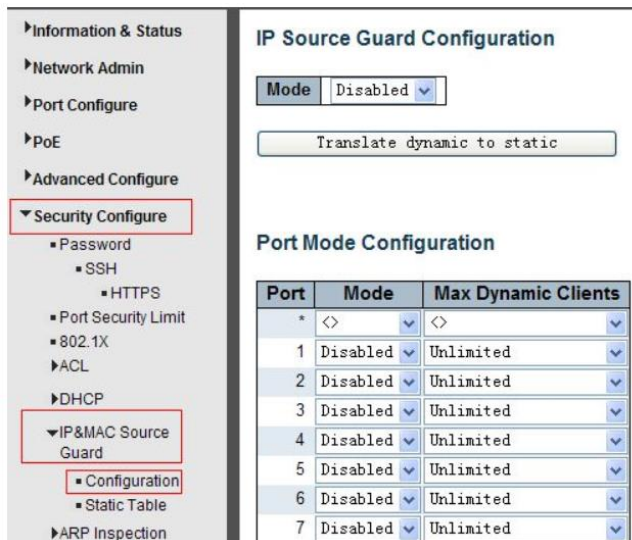 Information & Status
Network Admin
Port Configure
PoE
Advanced Configure
Security Configure
Password
SSH
HTTPS
Port Security Limit
802.1X
ACL
DHCP
IP&MAC Source
Guard
Configuration
Static Table
ARP Inspection
IP Source Guard Configuration
Mode Disabled
Translate dynamic to static
Port Mode Configuration
Port Mode Max Dynamic Clients
* <> <>
1 Disabled Unlimited
2 Disabled Unlimited
3 Disabled Unlimited
4 Disabled Unlimited
5 Disabled Unlimited
6 Disabled Unlimited
7 Disabled Unlimited